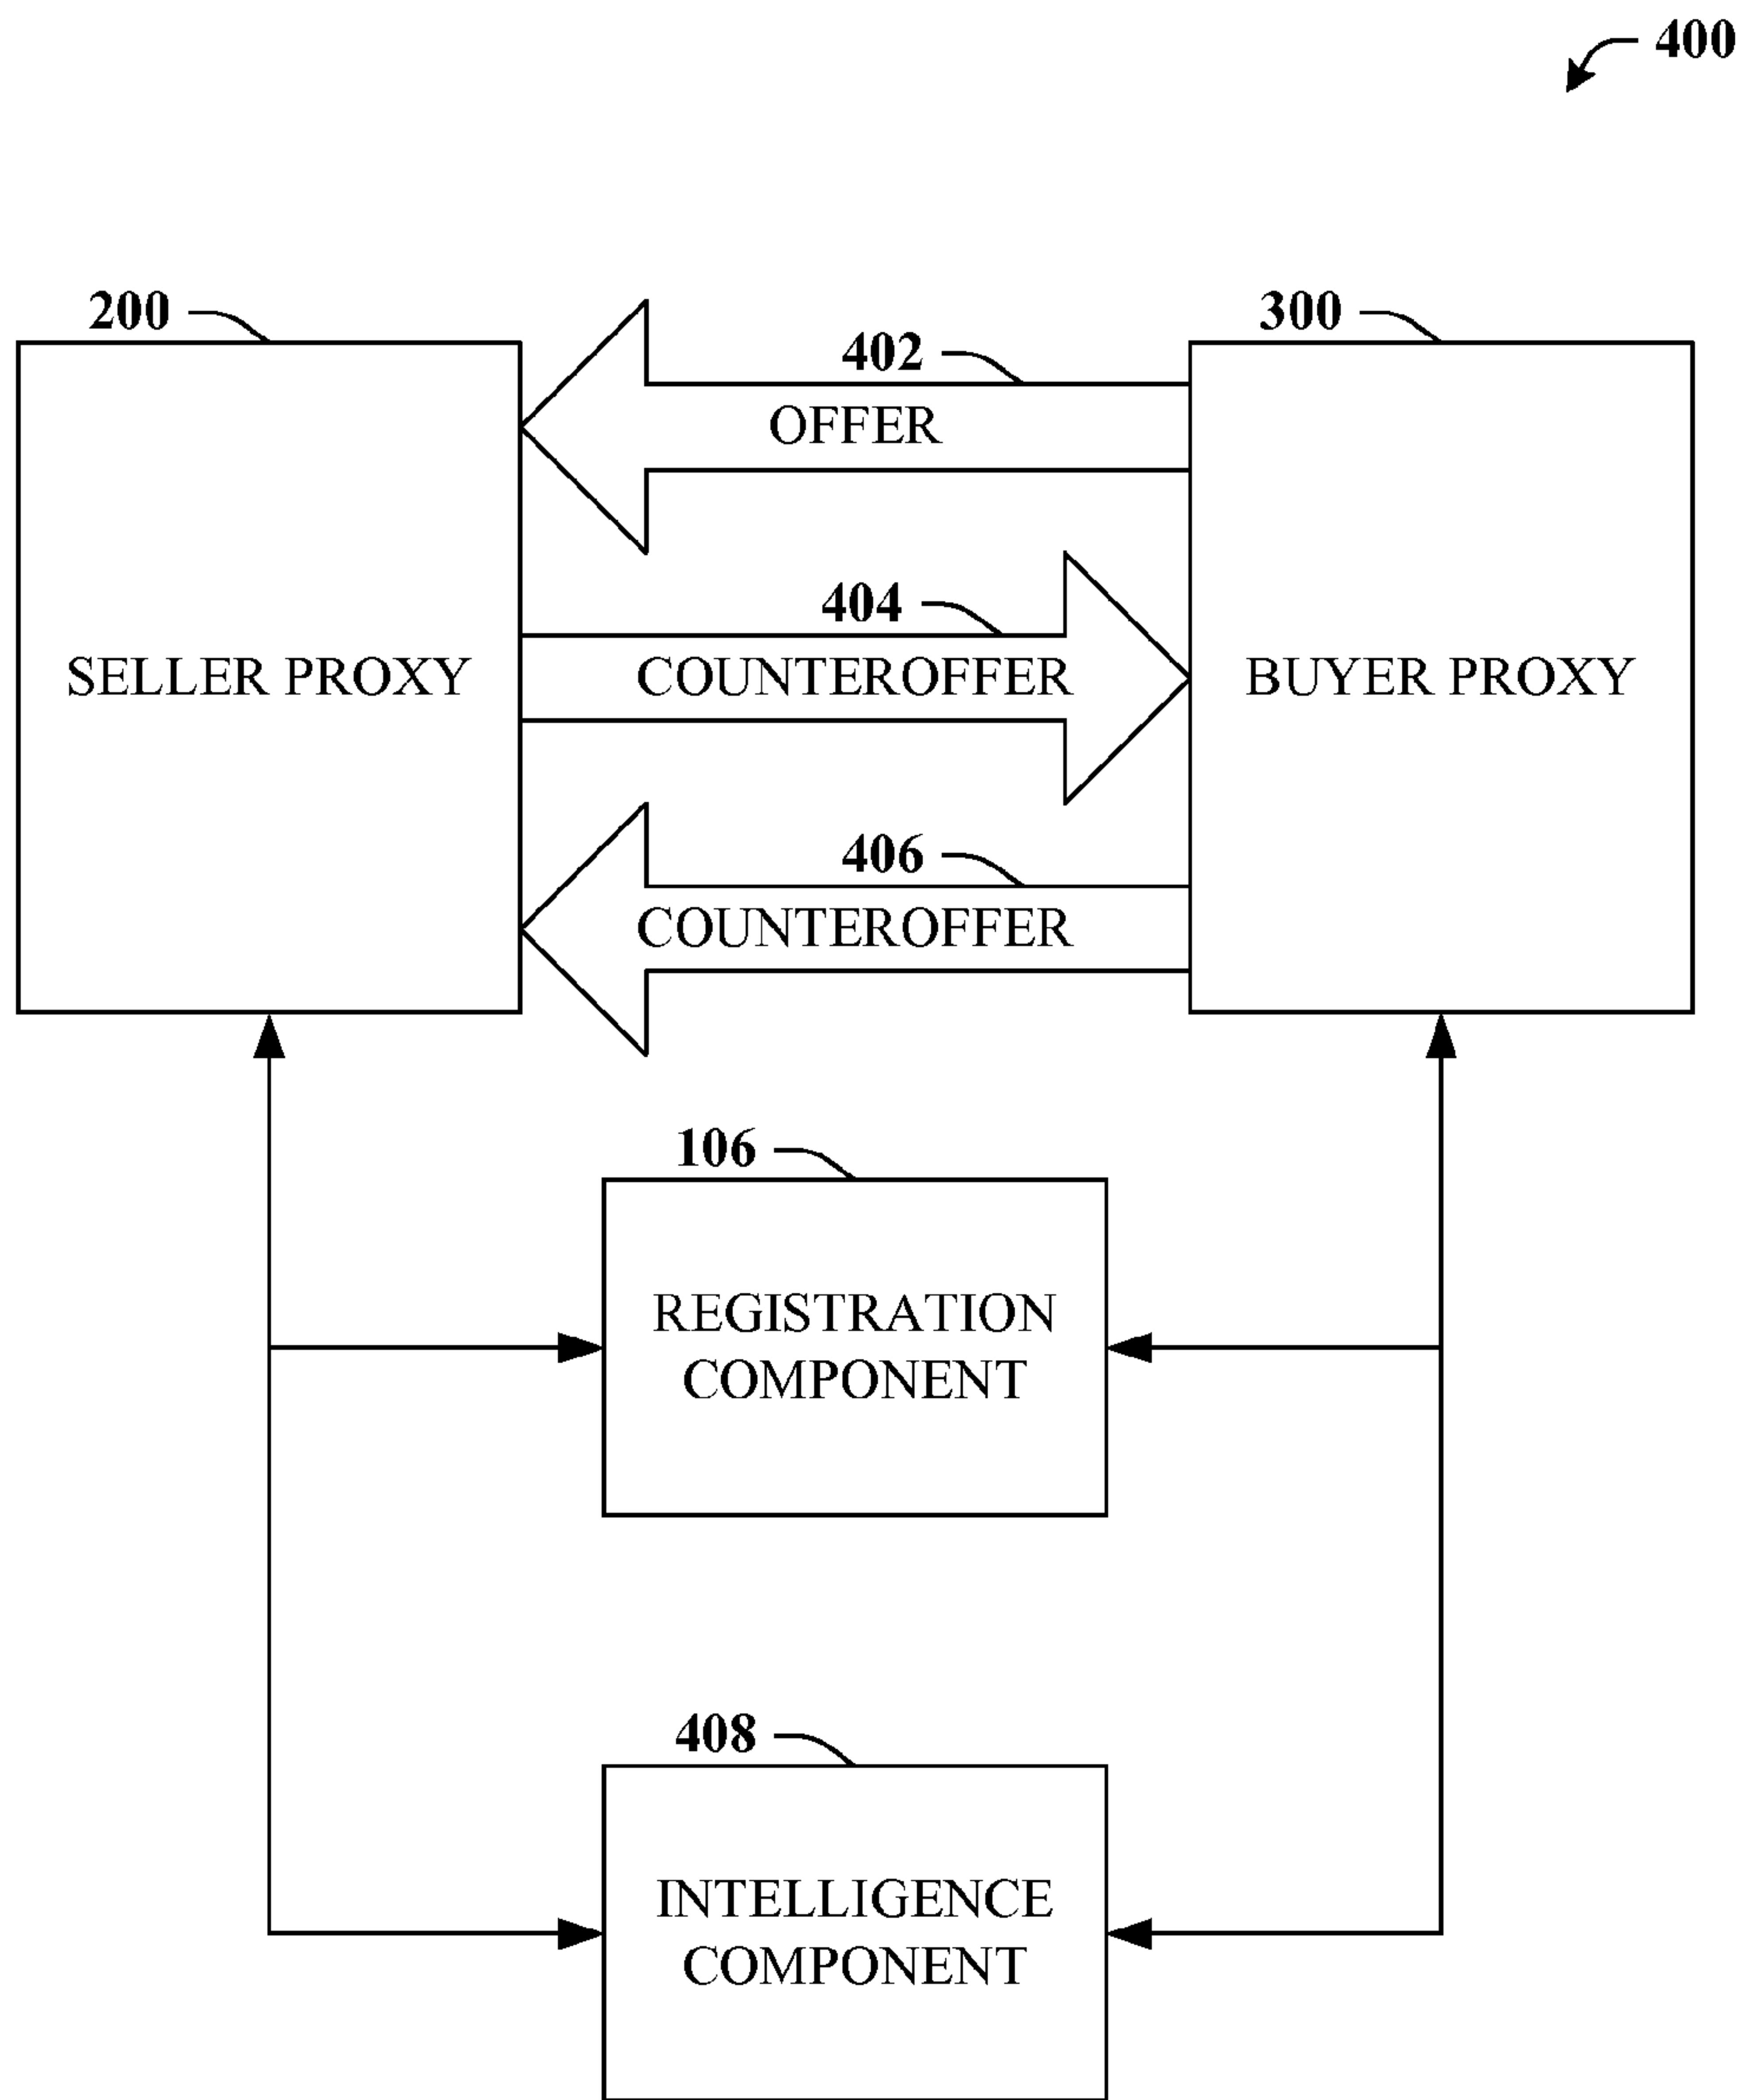 400
200
300
402
OFFER
404
SELLER PROXY
COUNTEROFFER
BUYER PROXY
406
COUNTEROFFER
106
REGISTRATION
COMPONENT
408
INTELLIGENCE
COMPONENT